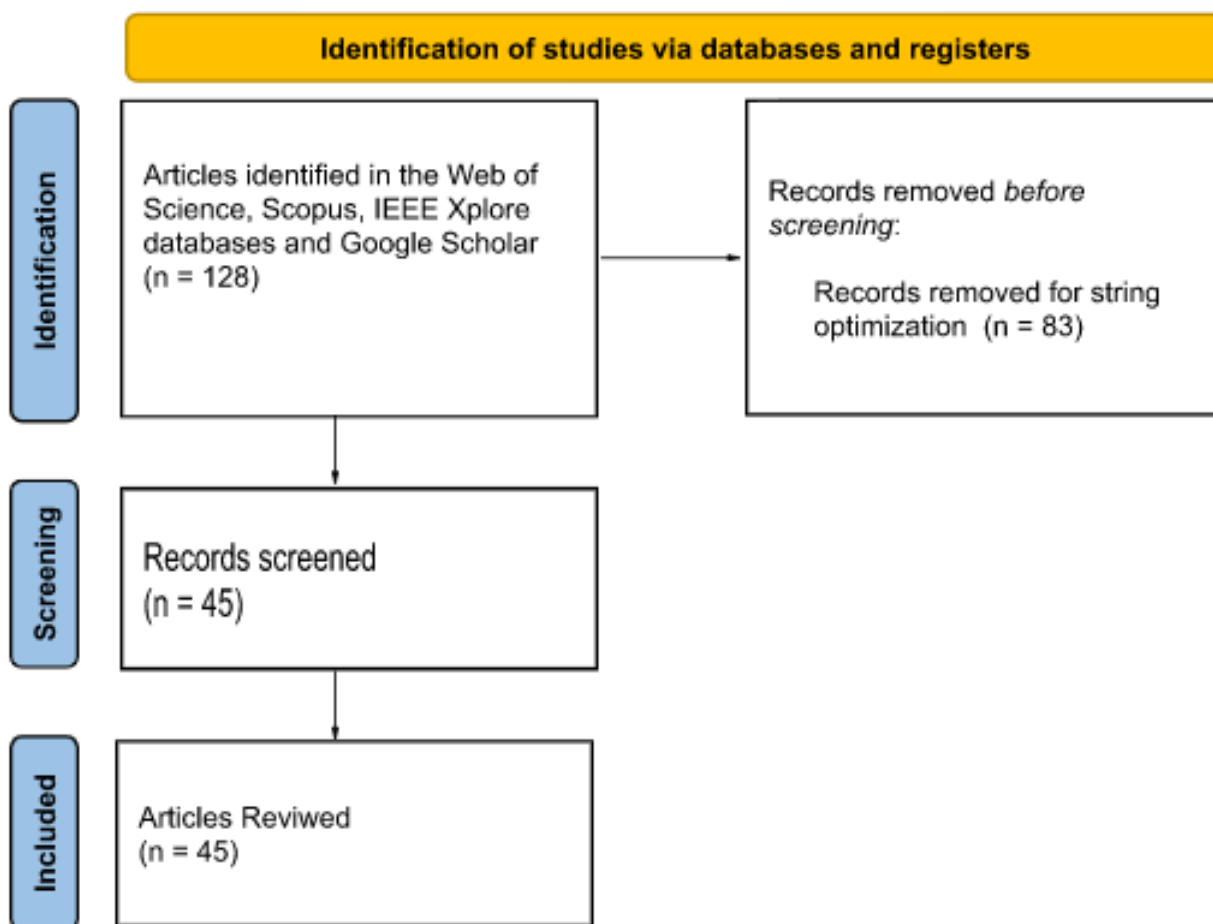 Identification of studies via databases and registers
Identification
Articles identified in the Web of
Science, Scopus, IEEE Xplore
databases and Google Scholar
(n = 128)
Records removed before
screening:
Records removed for string
optimization (n = 83)
Screening
Records screened
(n = 45)
Included
Articles Reviwed
(n = 45)